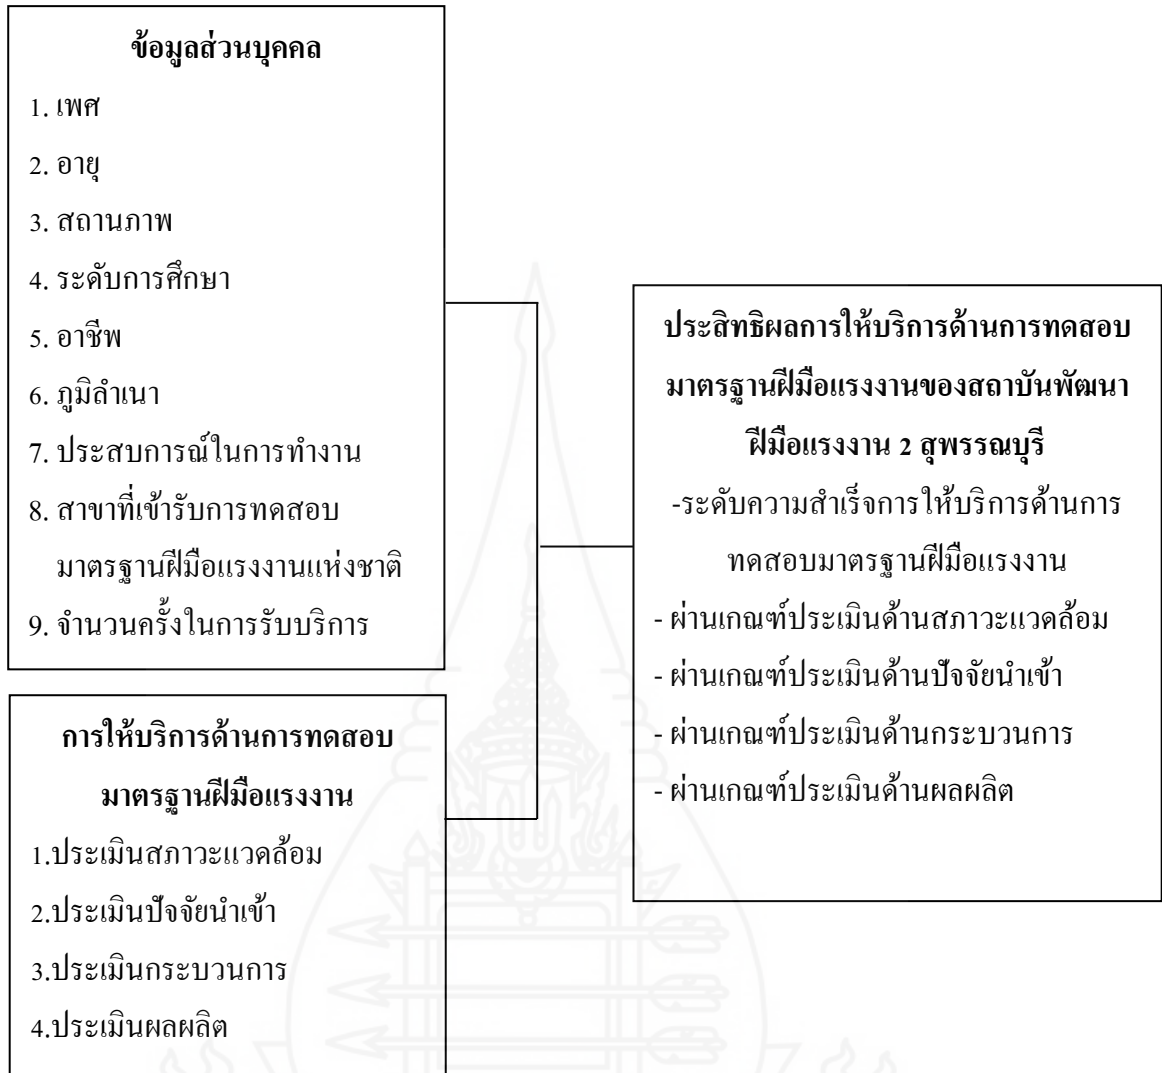 ข้อมูลส่วนบุคคล
1. เพศ
2. อายุ
3. สถานภาพ
4. ระดับการศึกษา
5. อาชีพ
6. ภูมิลำเนา
7. ประสบการณ์ในการทำงาน
8. สาขาที่เข้ารับการทดสอบ
มาตรฐานฝีมือแรงงานแห่งชาติ
9. จำนวนครั้งในการรับบริการ
การให้บริการด้านการทดสอบ
มาตรฐานฝีมือแรงงาน
1.ประเมินสภาวะแวดล้อม
2.ประเมินปัจจัยนำเข้า
3.ประเมินกระบวนการ
4.ประเมินผลผลิต
ประสิทธิผลการให้บริการด้านการทดสอบ
มาตรฐานฝีมือแรงงานของสถาบันพัฒนา
ฝีมือแรงงาน 2 สุพรรณบุรี
-ระดับความสำเร็จการให้บริการด้านการ
ทดสอบมาตรฐานฝีมือแรงงาน
- ผ่านเกณฑ์ประเมินด้านสภาวะแวดล้อม
- ผ่านเกณฑ์ประเมินด้านปัจจัยนำเข้า
- ผ่านเกณฑ์ประเมินด้านกระบวนการ
- ผ่านเกณฑ์ประเมินด้านผลผลิต